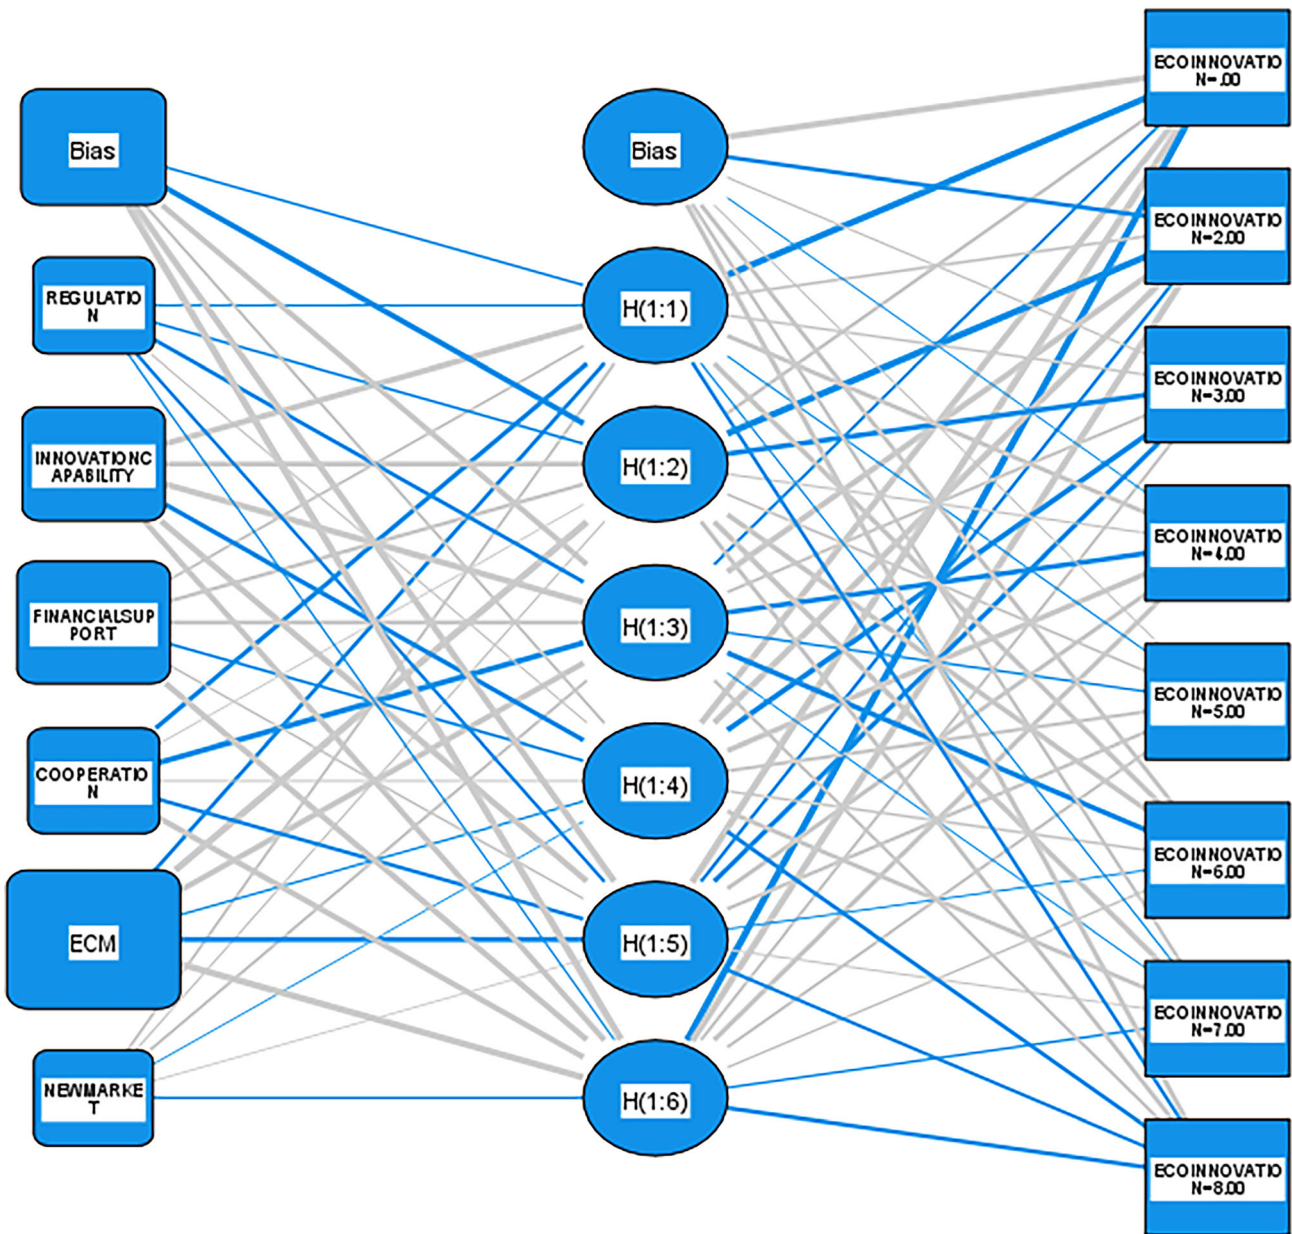 Bias
REGULATIO
N
INNOVATIONC
APABILITY
FINANCIALSUP
PORT
COOPERATIO
N
ECM
NEWMARKE
T
Bias
H(1:1)
H(1:2)
H(1:3)
H(1:4)
H(1:5)
H(1:6)
ECOINNOVATIO
N=.00
ECOINNOVATIO
N=2.00
ECOINNOVATIO
N=3.00
ECOINNOVATIO
N=4.00
ECOINNOVATIO
N=5.00
ECOINNOVATIO
N=6.00
ECOINNOVATIO
N=7.00
ECOINNOVATIO
N=8.00